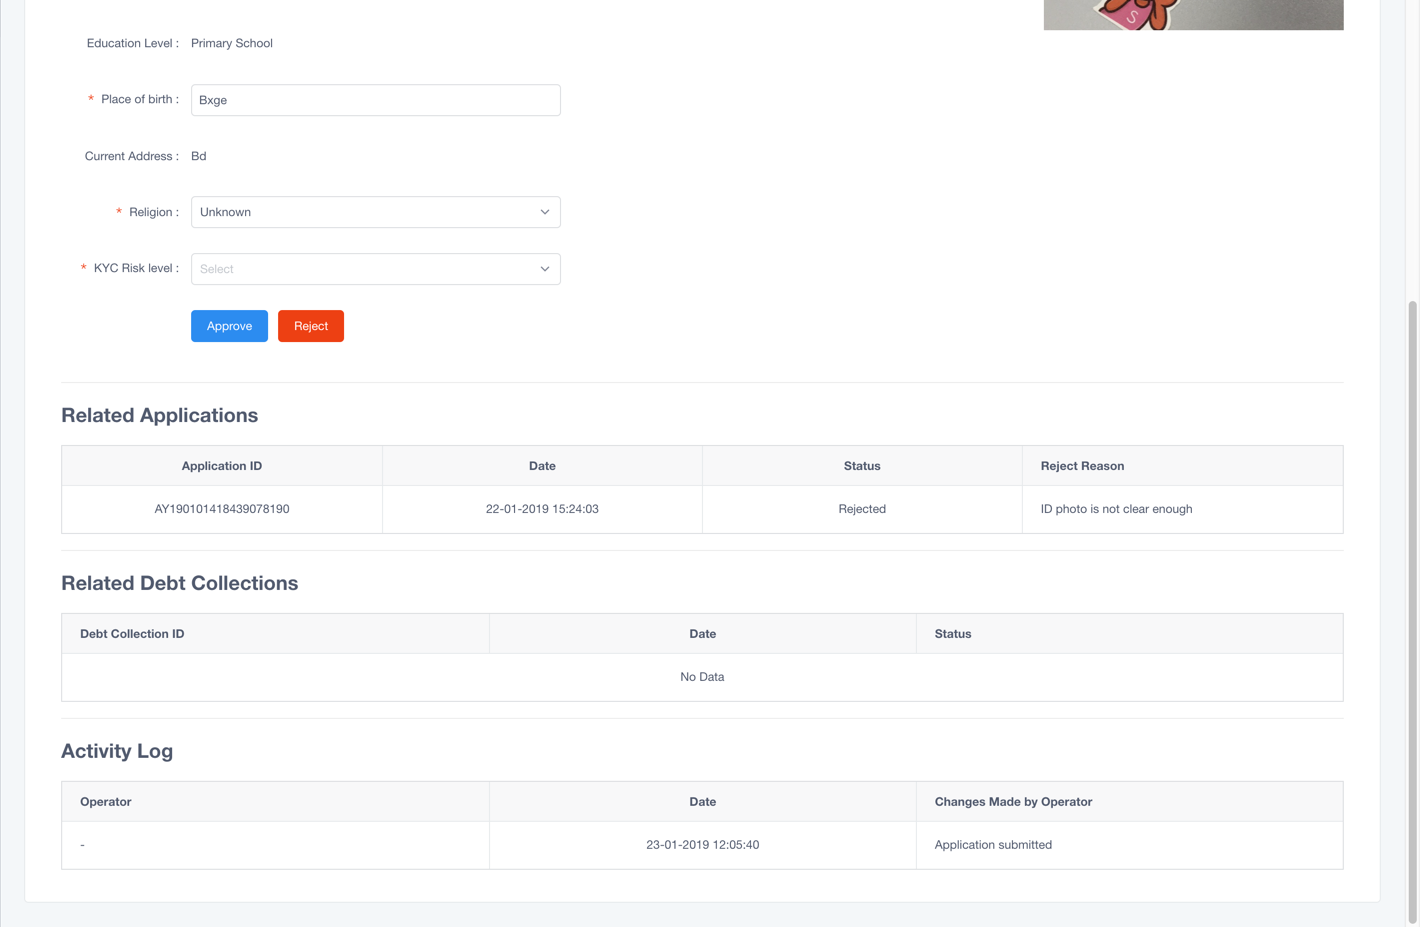 S
Education Level : Primary School
* Place of birth : Bxge
Current Address : Bd
* Religion : Unknown
* KYC Risk level : Select
Approve Reject
Related Applications
Application ID Date Status Reject Reason
AY190101418439078190 22-01-2019 15:24:03 Rejected ID photo is not clear enough
Related Debt Collections
Debt Collection ID Date Status
No Data
Activity Log
Operator Date Changes Made by Operator
- 23-01-2019 12:05:40 Application submitted